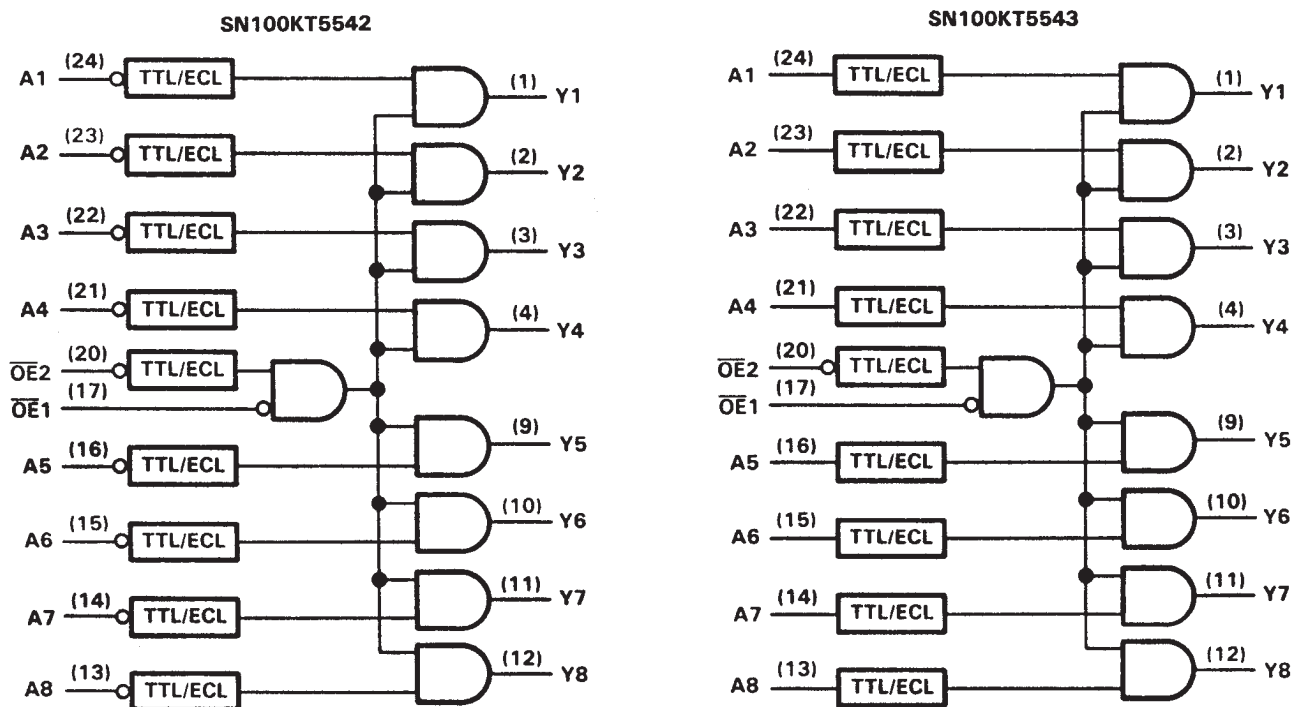 SN100KT5542
A1 (24) TTL/ECL (1) Y1
A2 (23) TTL/ECL (2) Y2
A3 (22) TTL/ECL (3) Y3
A4 (21) TTL/ECL (4) Y4
O̅E̅2 (20) TTL/ECL
O̅E̅1 (17)
A5 (16) TTL/ECL (9) Y5
A6 (15) TTL/ECL (10) Y6
A7 (14) TTL/ECL (11) Y7
A8 (13) TTL/ECL (12) Y8
SN100KT5543
A1 (24) TTL/ECL (1) Y1
A2 (23) TTL/ECL (2) Y2
A3 (22) TTL/ECL (3) Y3
A4 (21) TTL/ECL (4) Y4
O̅E̅2 (20) TTL/ECL
O̅E̅1 (17)
A5 (16) TTL/ECL (9) Y5
A6 (15) TTL/ECL (10) Y6
A7 (14) TTL/ECL (11) Y7
A8 (13) TTL/ECL (12) Y8